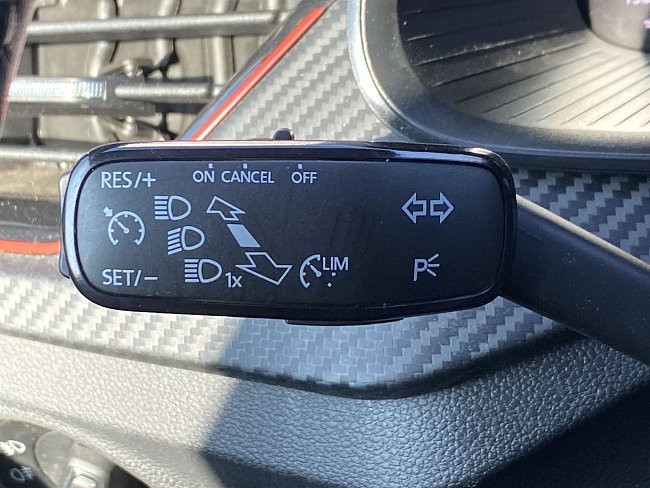 RES/+
ON CANCEL OFF
SET/−
1x
LIM
P